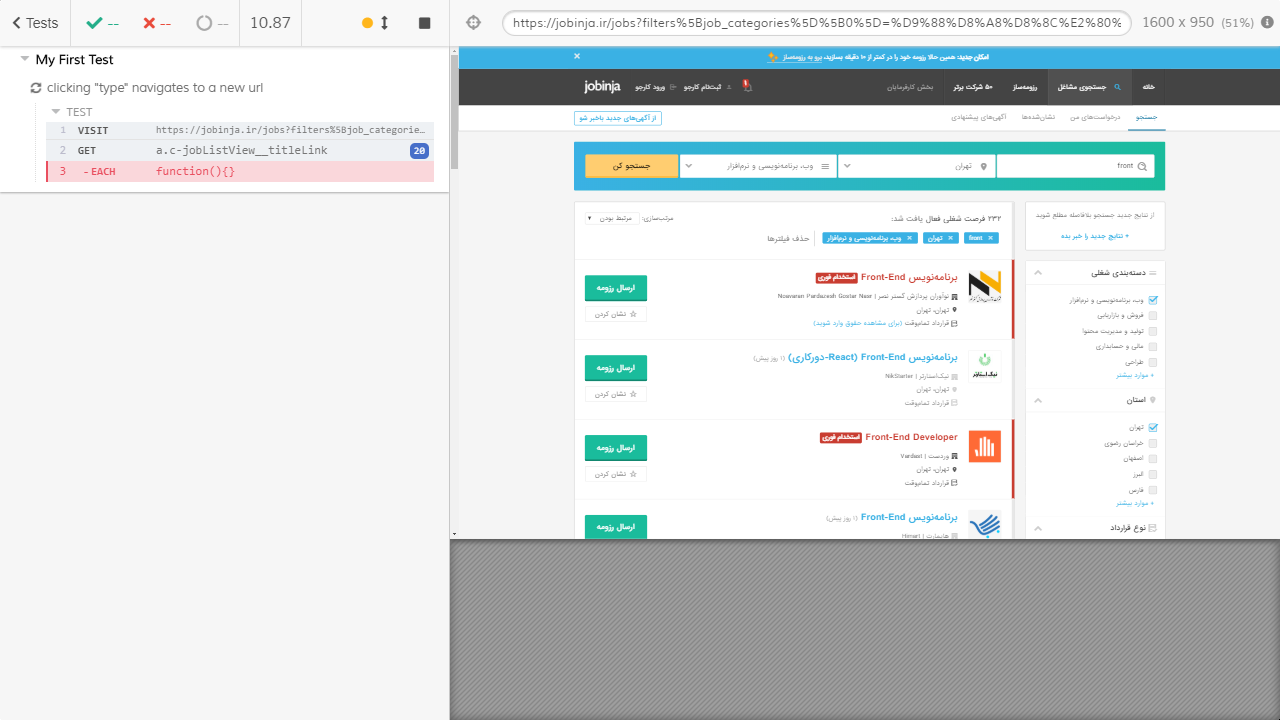 Tests
--
--
--
10.87
https://jobinja.ir/jobs?filters%5Bjob_categories%5D%5B0%5D=%D9%88%D8%A8%D8%8C%E2%80%
1600 x 950 (51%)
My First Test
clicking "type" navigates to a new url
TEST
1 VISIT https://jobinja.ir/jobs?filters%5Bjob_categorie…
2 GET a.c-jobListView__titleLink 20
3 -EACH function(){}
امکان جدید: همین حالا رزومه خود را در کمتر از ۱۰ دقیقه بسازید. برو به رزومه‌ساز
خانه
جستجوی مشاغل
رزومه‌ساز
۵۰ شرکت برتر
بخش کارفرمایان
ثبت‌نام کارجو
ورود کارجو
jobinja
جستجو
درخواست‌های من
نشان‌شده‌ها
آگهی‌های پیشنهادی
از آگهی‌های جدید باخبر شو
front
تهران
وب، برنامه‌نویسی و نرم‌افزار
جستجو کن
از نتایج جدید جستجو بلافاصله مطلع شوید
+ نتایج جدید را خبر بده
دسته‌بندی شغلی
وب، برنامه‌نویسی و نرم‌افزار
فروش و بازاریابی
تولید و مدیریت محتوا
مالی و حسابداری
طراحی
+ موارد بیشتر
استان
تهران
خراسان رضوی
اصفهان
البرز
فارس
+ موارد بیشتر
نوع قرارداد
۲۳۲ فرصت شغلی فعال یافت شد:
مرتب‌سازی: مرتبط بودن
front ×
تهران ×
وب، برنامه‌نویسی و نرم‌افزار ×
حذف فیلترها
برنامه‌نویس Front-End استخدام فوری
نوآوران پردازش گستر نصر | Noavaran Pardazesh Gostar Nasr
تهران، تهران
قرارداد تمام‌وقت (برای مشاهده حقوق وارد شوید)
ارسال رزومه
نشان کردن
برنامه‌نویس Front-End (React-دورکاری) (۱ روز پیش)
نیک‌استارتر | NikStarter
تهران، تهران
قرارداد تمام‌وقت
نیک استارتر
ارسال رزومه
نشان کردن
Front-End Developer استخدام فوری
وردست | Vardast
تهران، تهران
قرارداد تمام‌وقت
ارسال رزومه
نشان کردن
برنامه‌نویس Front-End (۱ روز پیش)
هایمارت | Himart
ارسال رزومه